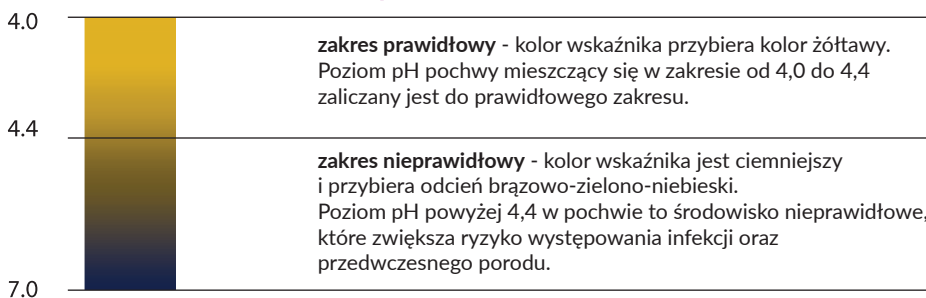 4.0
zakres prawidłowy - kolor wskaźnika przybiera kolor żółtawy.
Poziom pH pochwy mieszczący się w zakresie od 4,0 do 4,4
zaliczany jest do prawidłowego zakresu.
4.4
zakres nieprawidłowy - kolor wskaźnika jest ciemniejszy
i przybiera odcień brązowo-zielono-niebieski.
Poziom pH powyżej 4,4 w pochwie to środowisko nieprawidłowe,
które zwiększa ryzyko występowania infekcji oraz
przedwczesnego porodu.
7.0